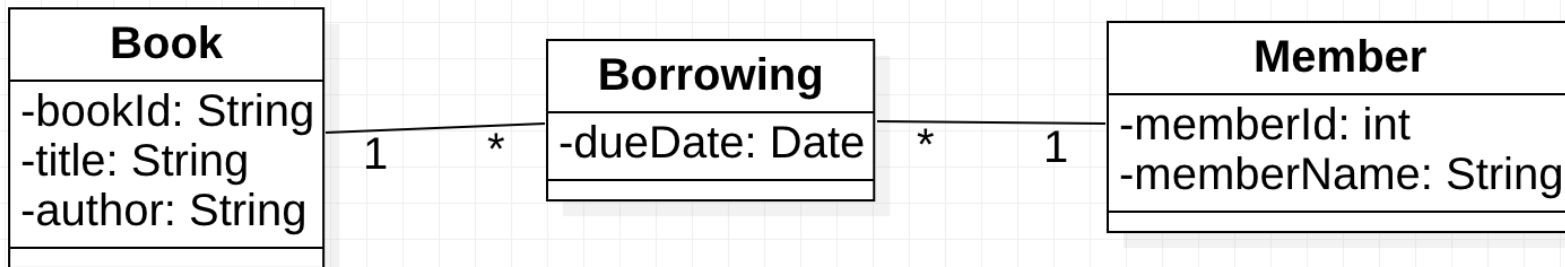 Book
-bookId: String
-title: String
-author: String
1
*
Borrowing
-dueDate: Date
*
1
Member
-memberId: int
-memberName: String